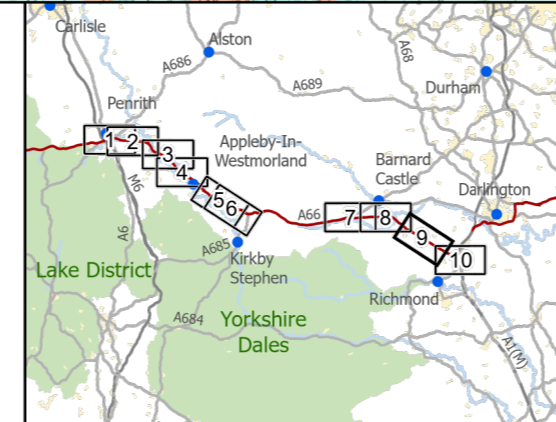 Carlisle
Alston
A686
A68
A689
Durham
Penrith
1
2
3
4
5
6
Appleby-In-
Westmorland
Barnard
Castle
Darlington
M6
A66
7
8
9
10
A6
A685
Kirkby
Stephen
Lake District
Richmond
A684
Yorkshire
Dales
A1(M)